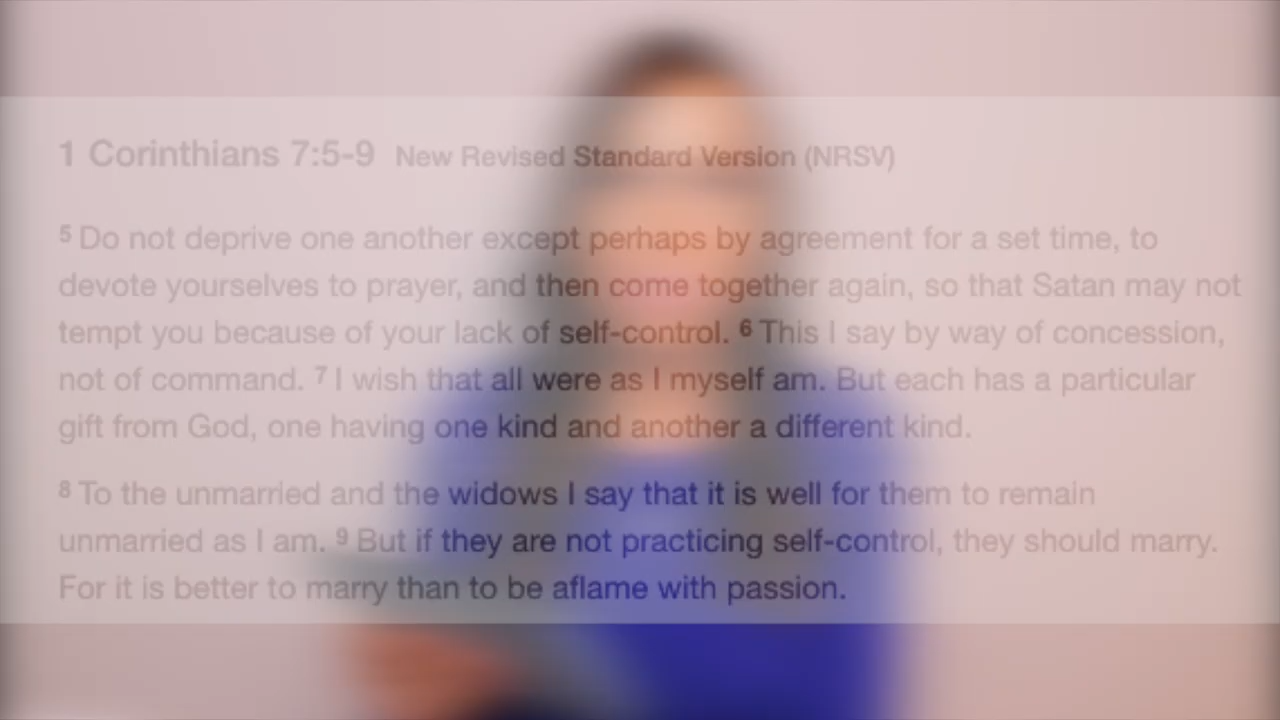 1 Corinthians 7:5-9 New Revised Standard Version (NRSV)
5 Do not deprive one another except perhaps by agreement for a set time, to
devote yourselves to prayer, and then come together again, so that Satan may not
tempt you because of your lack of self-control. 6 This I say by way of concession,
not of command. 7 I wish that all were as I myself am. But each has a particular
gift from God, one having one kind and another a different kind.
8 To the unmarried and the widows I say that it is well for them to remain
unmarried as I am. 9 But if they are not practicing self-control, they should marry.
For it is better to marry than to be aflame with passion.